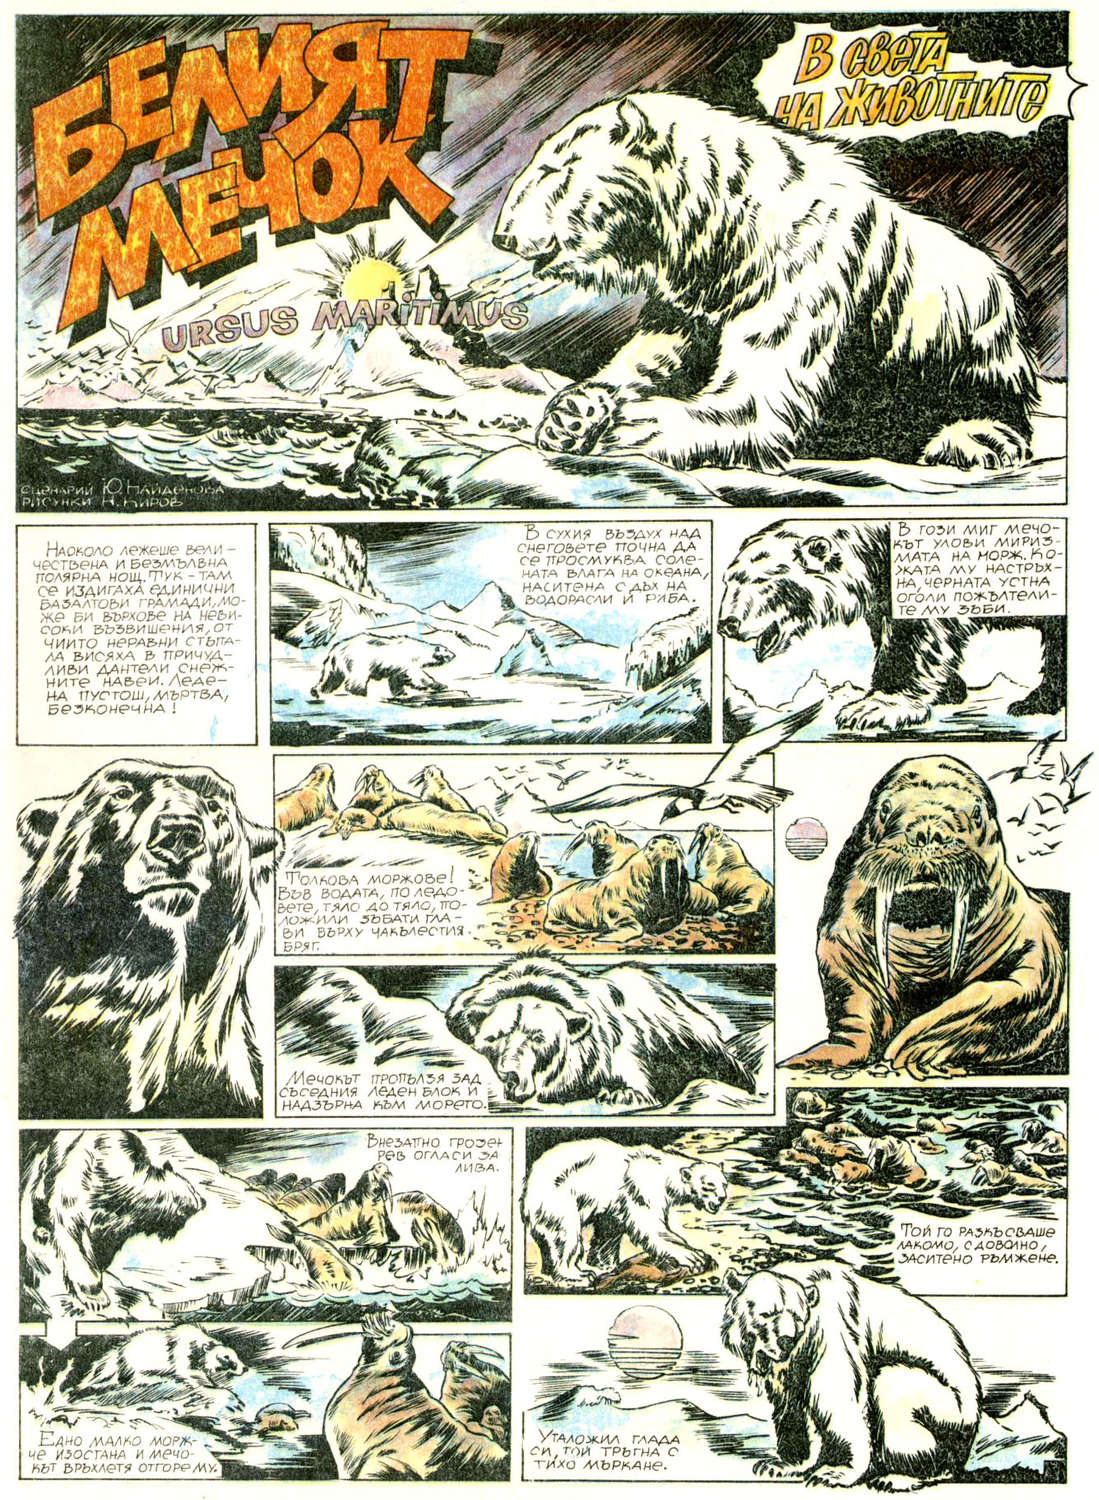 БЕЛИЯТ
МЕЧОК
В СВЕТА
НА ЖИВОТНИТЕ
URSUS MARITIMUS
СЦЕНАРИЙ Ю. НАЙДЕНОВА
РИСУНКИ Н. КИРОВ
НАОКОЛО ЛЕЖЕШЕ ВЕЛИ-
ЧЕСТВЕНА И БЕЗМЪЛВНА
ПОЛЯРНА НОЩ. ТУК-ТАМ
СЕ ИЗДИГАХА ЕДИНИЧНИ
БАЗАЛТОВИ ГРАМАДИ, МО-
ЖЕ БИ ВЪРХОВЕ НА НЕВИ-
СОКИ ВЪЗВИШЕНИЯ, ОТ
ЧИИТО НЕРАВНИ СТЪПА-
ЛА ВИСЯХА В ПРИЧУД-
ЛИВИ ДАНТЕЛИ СНЕЖ-
НИТЕ НАВЕИ. ЛЕДЕ-
НА ПУСТОШ, МЪРТВА,
БЕЗКОНЕЧНА!
В СУХИЯ ВЪЗДУХ НАД
СНЕГОВЕТЕ ПОЧНА ДА
СЕ ПРОСМУКВА СОЛЕ-
НАТА ВЛАГА НА ОКЕАНА,
НАСИТЕНА С ДЪХ НА
ВОДОРАСЛИ И РИБА.
В ТОЗИ МИГ МЕЧО-
КЪТ УЛОВИ МИРИЗ-
МАТА НА МОРЖ. КО-
ЖАТА МУ НАСТРЪХ-
НА, ЧЕРНАТА УСТНА
ОГОЛИ ПОЖЪЛТЕЛИ-
ТЕ МУ ЗЪБИ.
ТОЛКОВА МОРЖОВЕ!
ВЪВ ВОДАТА, ПО ЛЕДО-
ВЕТЕ, ТЯЛО ДО ТЯЛО, ПО-
ЛОЖИЛИ ЗЪБАТИ ГЛА-
ВИ ВЪРХУ ЧАКЪЛЕСТИЯ
БРЯГ.
МЕЧОКЪТ ПРОПЪЛЗЯ ЗАД
СЪСЕДНИЯ ЛЕДЕН БЛОК И
НАДЗЪРНА КЪМ МОРЕТО.
ВНЕЗАПНО ГРОЗЕН
РЕВ ОГЛАСИ ЗА
ЛИВА.
ЕДНО МАЛКО МОРЖ-
ЧЕ ИЗОСТАНА И МЕЧО-
КЪТ ВРЪХЛЕТЯ ОТГОРЕ МУ.
ТОЙ ГО РАЗКЪСВАШЕ
ЛАКОМО, С ДОВОЛНО,
ЗАСИТЕНО РЪМЖЕНЕ.
УТАЛОЖИЛ ГЛАДА
СИ, ТОЙ ТРЪГНА С
ТИХО МЪРКАНЕ.